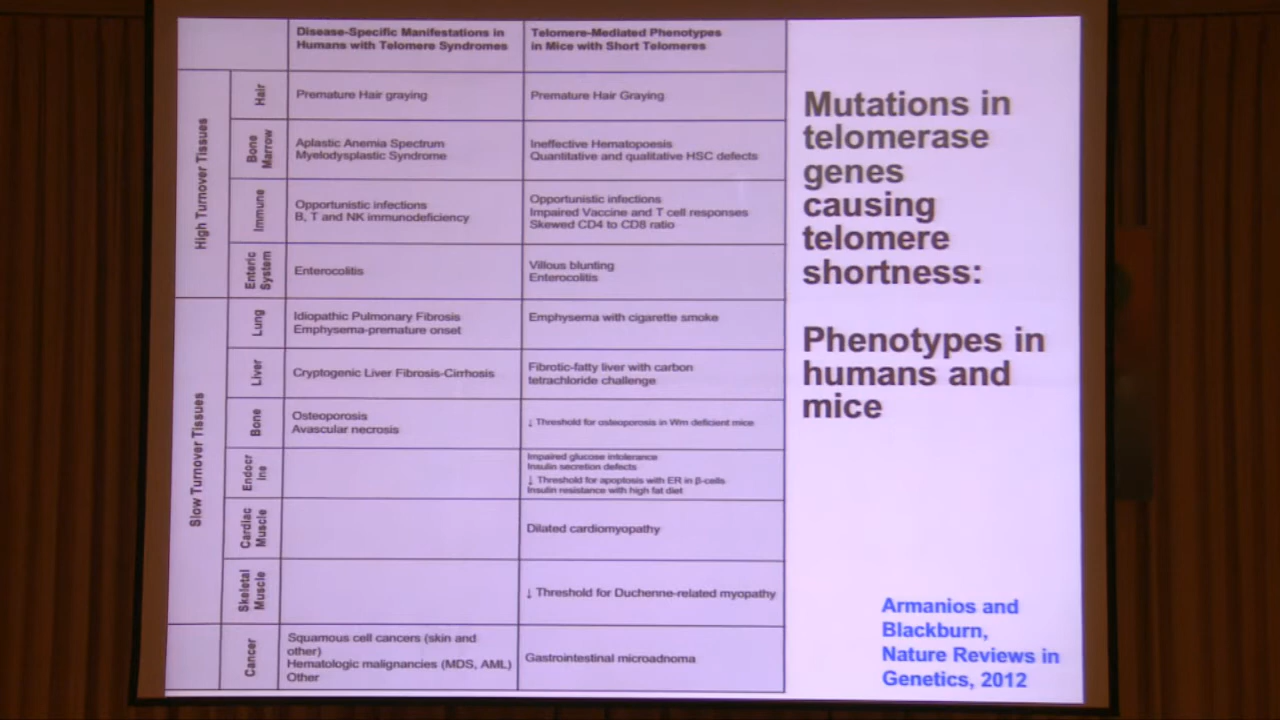 Disease-Specific Manifestations in
Humans with Telomere Syndromes
Telomere-Mediated Phenotypes
in Mice with Short Telomeres
High Turnover Tissues
Hair
Premature Hair graying
Premature Hair Graying
Bone
Marrow
Aplastic Anemia Spectrum
Myelodysplastic Syndrome
Ineffective Hematopoesis
Quantitative and qualitative HSC defects
Immune
Opportunistic infections
B, T and NK immunodeficiency
Opportunistic infections
Impaired Vaccine and T cell responses
Skewed CD4 to CD8 ratio
Enteric
System
Enterocolitis
Villous blunting
Enterocolitis
Slow Turnover Tissues
Lung
Idiopathic Pulmonary Fibrosis
Emphysema-premature onset
Emphysema with cigarette smoke
Liver
Cryptogenic Liver Fibrosis-Cirrhosis
Fibrotic-fatty liver with carbon
tetrachloride challenge
Bone
Osteoporosis
Avascular necrosis
↓ Threshold for osteoporosis in Wrn deficient mice
Endocr
ine
Impaired glucose intolerance
Insulin secretion defects
↓ Threshold for apoptosis with ER in β-cells
Insulin resistance with high fat diet
Cardiac
Muscle
Dilated cardiomyopathy
Skeletal
Muscle
↓ Threshold for Duchenne-related myopathy
Cancer
Squamous cell cancers (skin and
other)
Hematologic malignancies (MDS, AML)
Other
Gastrointestinal microadnoma
Mutations in
telomerase
genes
causing
telomere
shortness:
Phenotypes in
humans and
mice
Armanios and
Blackburn,
Nature Reviews in
Genetics, 2012